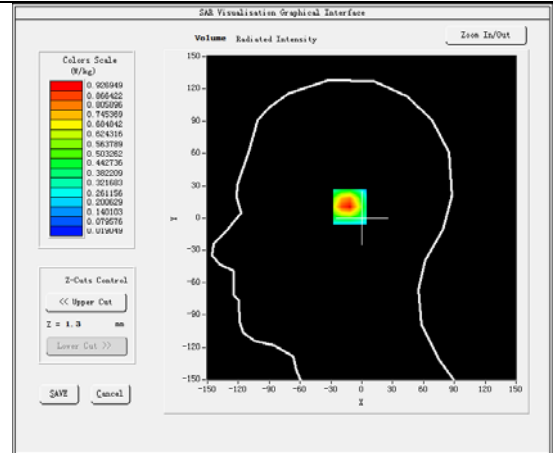 SAR Visualisation Graphical Interface
Volume Radiated Intensity
Zoom In/Out
Colors Scale
(W/kg)
0.926949
0.866422
0.805896
0.745369
0.684842
0.624316
0.563789
0.503262
0.442736
0.382209
0.321683
0.261156
0.200629
0.140103
0.079576
0.019049
150-
120-
90-
60-
30-
0-
-30-
-60-
-90-
-120-
-150-
Y
-150 -120 -90 -60 -30 0 30 60 90 120 150
X
Z-Cuts Control
<< Upper Cut
Z = 1.3 mm
Lower Cut >>
SAVE Cancel